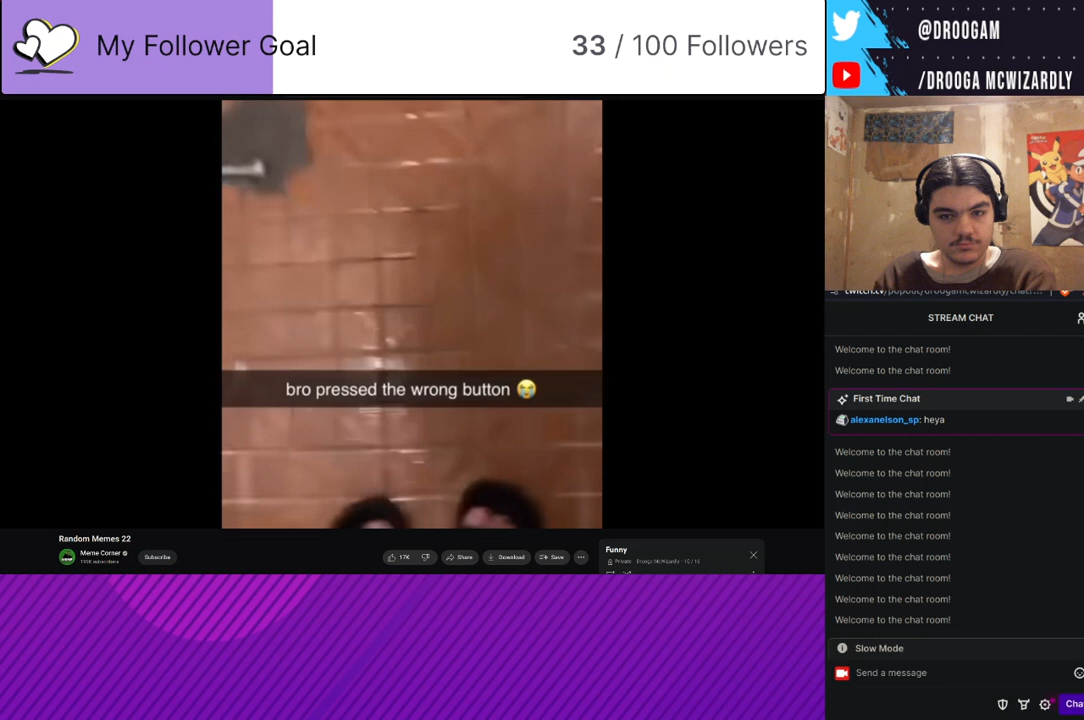 My Follower Goal
33 / 100 Followers
@DROOGAM
/DROOGA MCWIZARDLY
bro pressed the wrong button 😭
Random Memes 22
Meme Corner
Subscribe
17K
Share
Download
Save
Funny
Private
Drooga McWizardly
STREAM CHAT
Welcome to the chat room!
Welcome to the chat room!
First Time Chat
alexanelson_sp: heya
Welcome to the chat room!
Welcome to the chat room!
Welcome to the chat room!
Welcome to the chat room!
Welcome to the chat room!
Welcome to the chat room!
Welcome to the chat room!
Welcome to the chat room!
Welcome to the chat room!
Slow Mode
Send a message
Cha